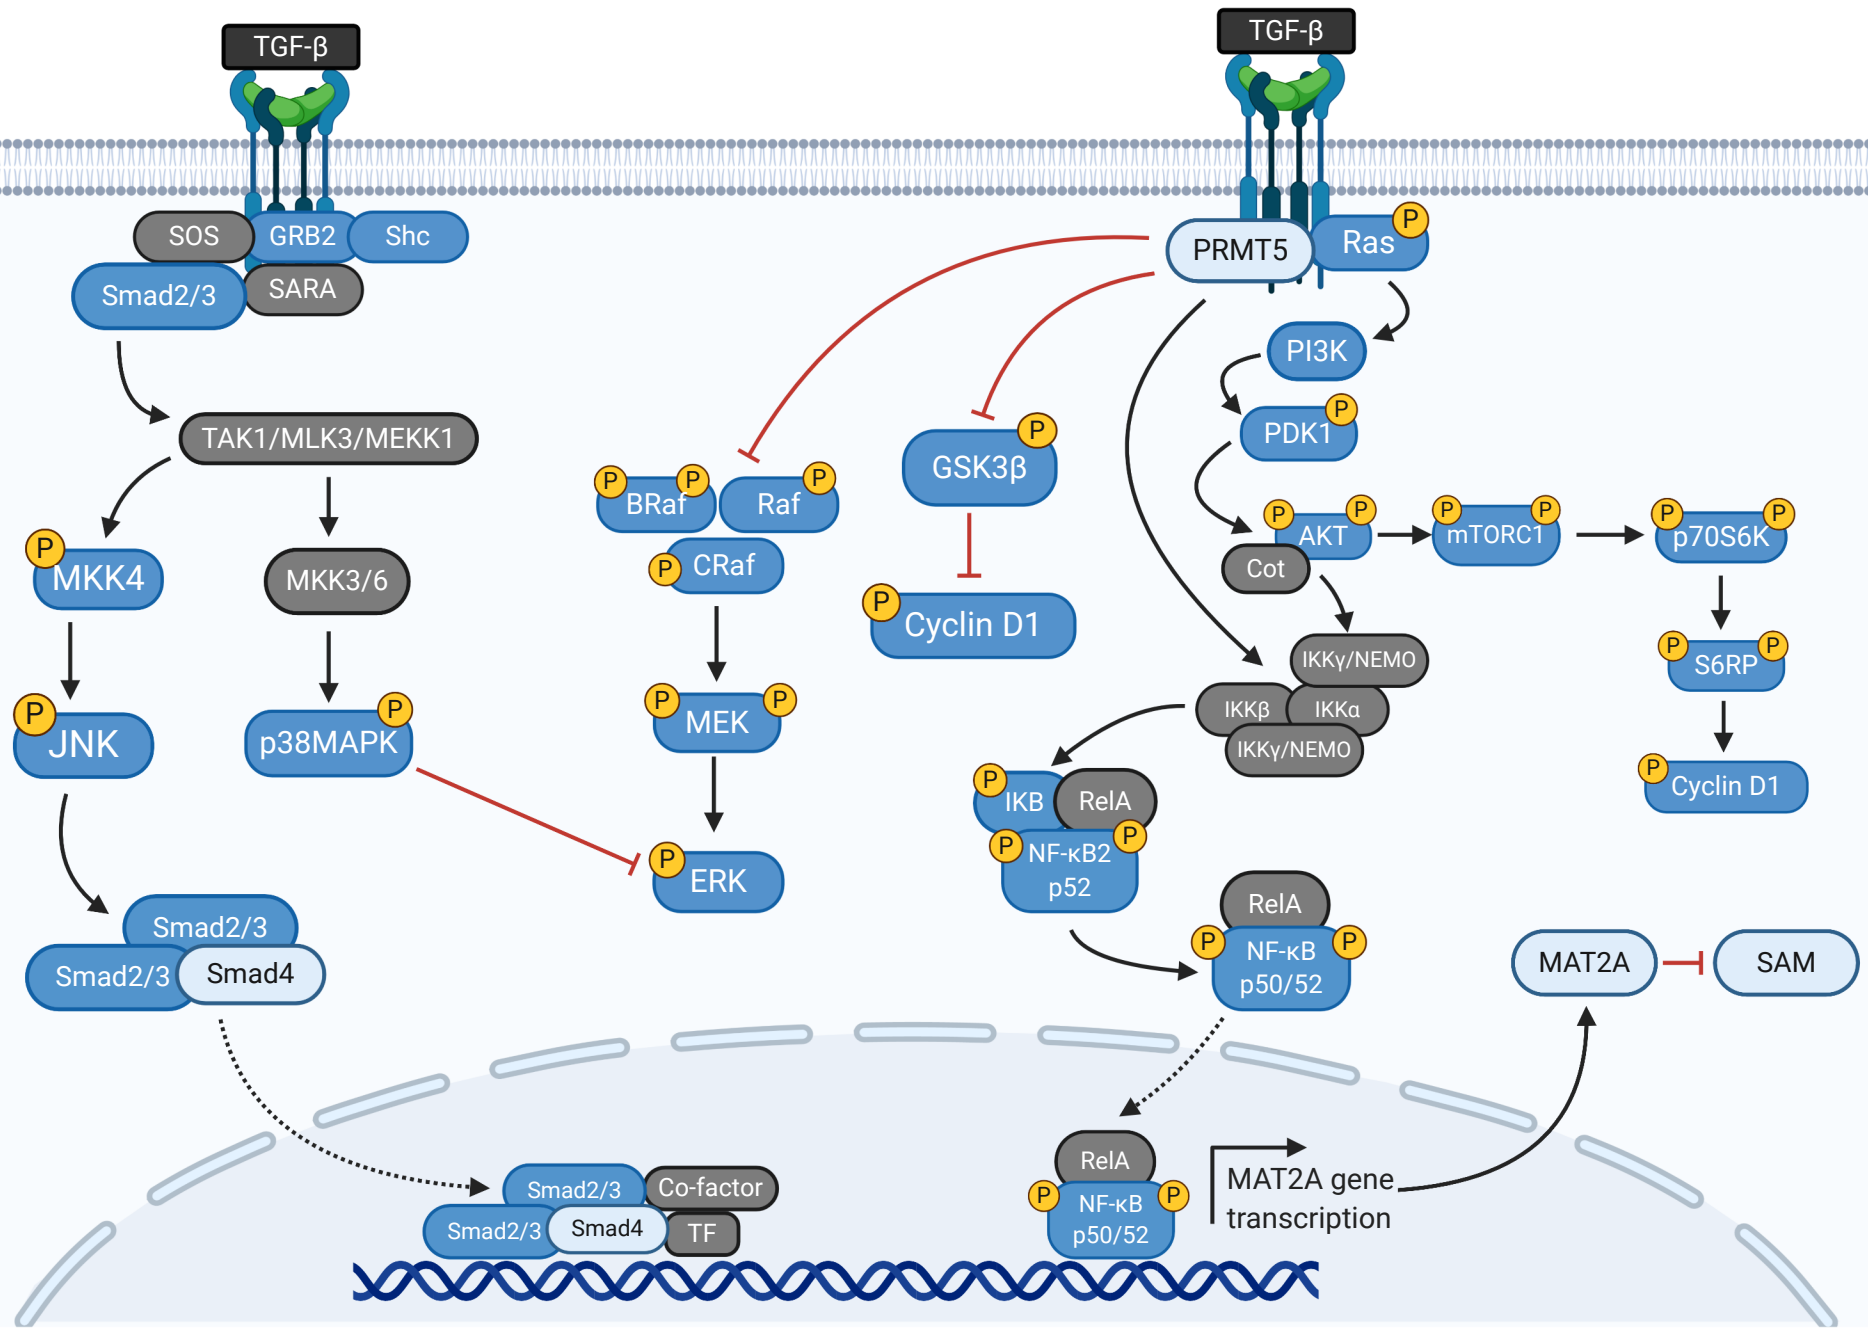 TGF-β
TGF-β
SOS
GRB2
Shc
Smad2/3
SARA
PRMT5
Ras
P
PI3K
PDK1
P
TAK1/MLK3/MEKK1
P
BRaf
P
Raf
P
CRaf
P
GSK3β
P
P
AKT
P
Cot
P
mTORC1
P
P
p70S6K
P
P
MKK4
MKK3/6
P
Cyclin D1
IKKγ/NEMO
IKKβ
IKKα
IKKγ/NEMO
P
S6RP
P
P
JNK
p38MAPK
P
P
MEK
P
P
IKB
RelA
P
NF-κB2
p52
P
P
Cyclin D1
P
ERK
Smad2/3
Smad2/3
Smad4
RelA
P
NF-κB
p50/52
P
MAT2A
SAM
Smad2/3
Co-factor
Smad2/3
Smad4
TF
RelA
P
NF-κB
p50/52
P
MAT2A gene
transcription